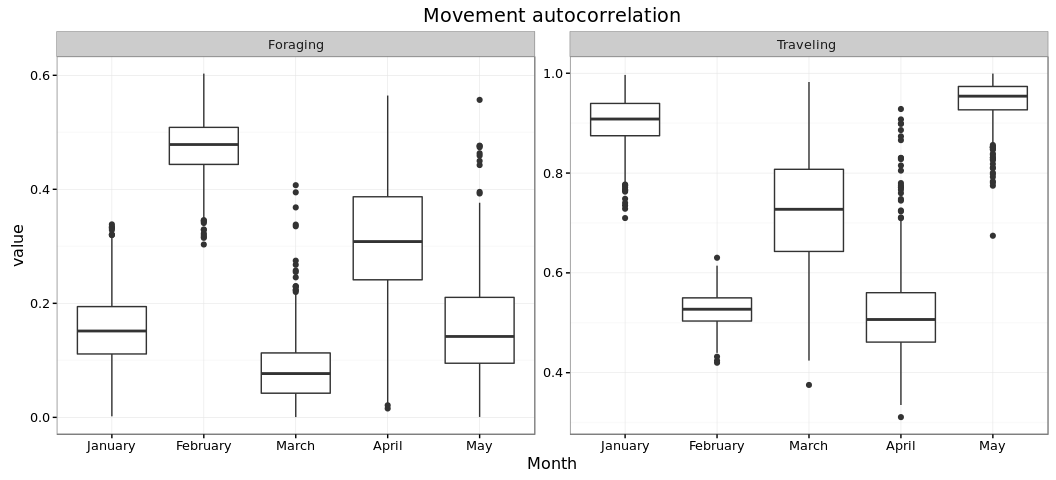 Movement autocorrelation
Foraging
Traveling
value
0.6
0.4
0.2
0.0
1.0
0.8
0.6
0.4
January February March April May
January February March April May
Month